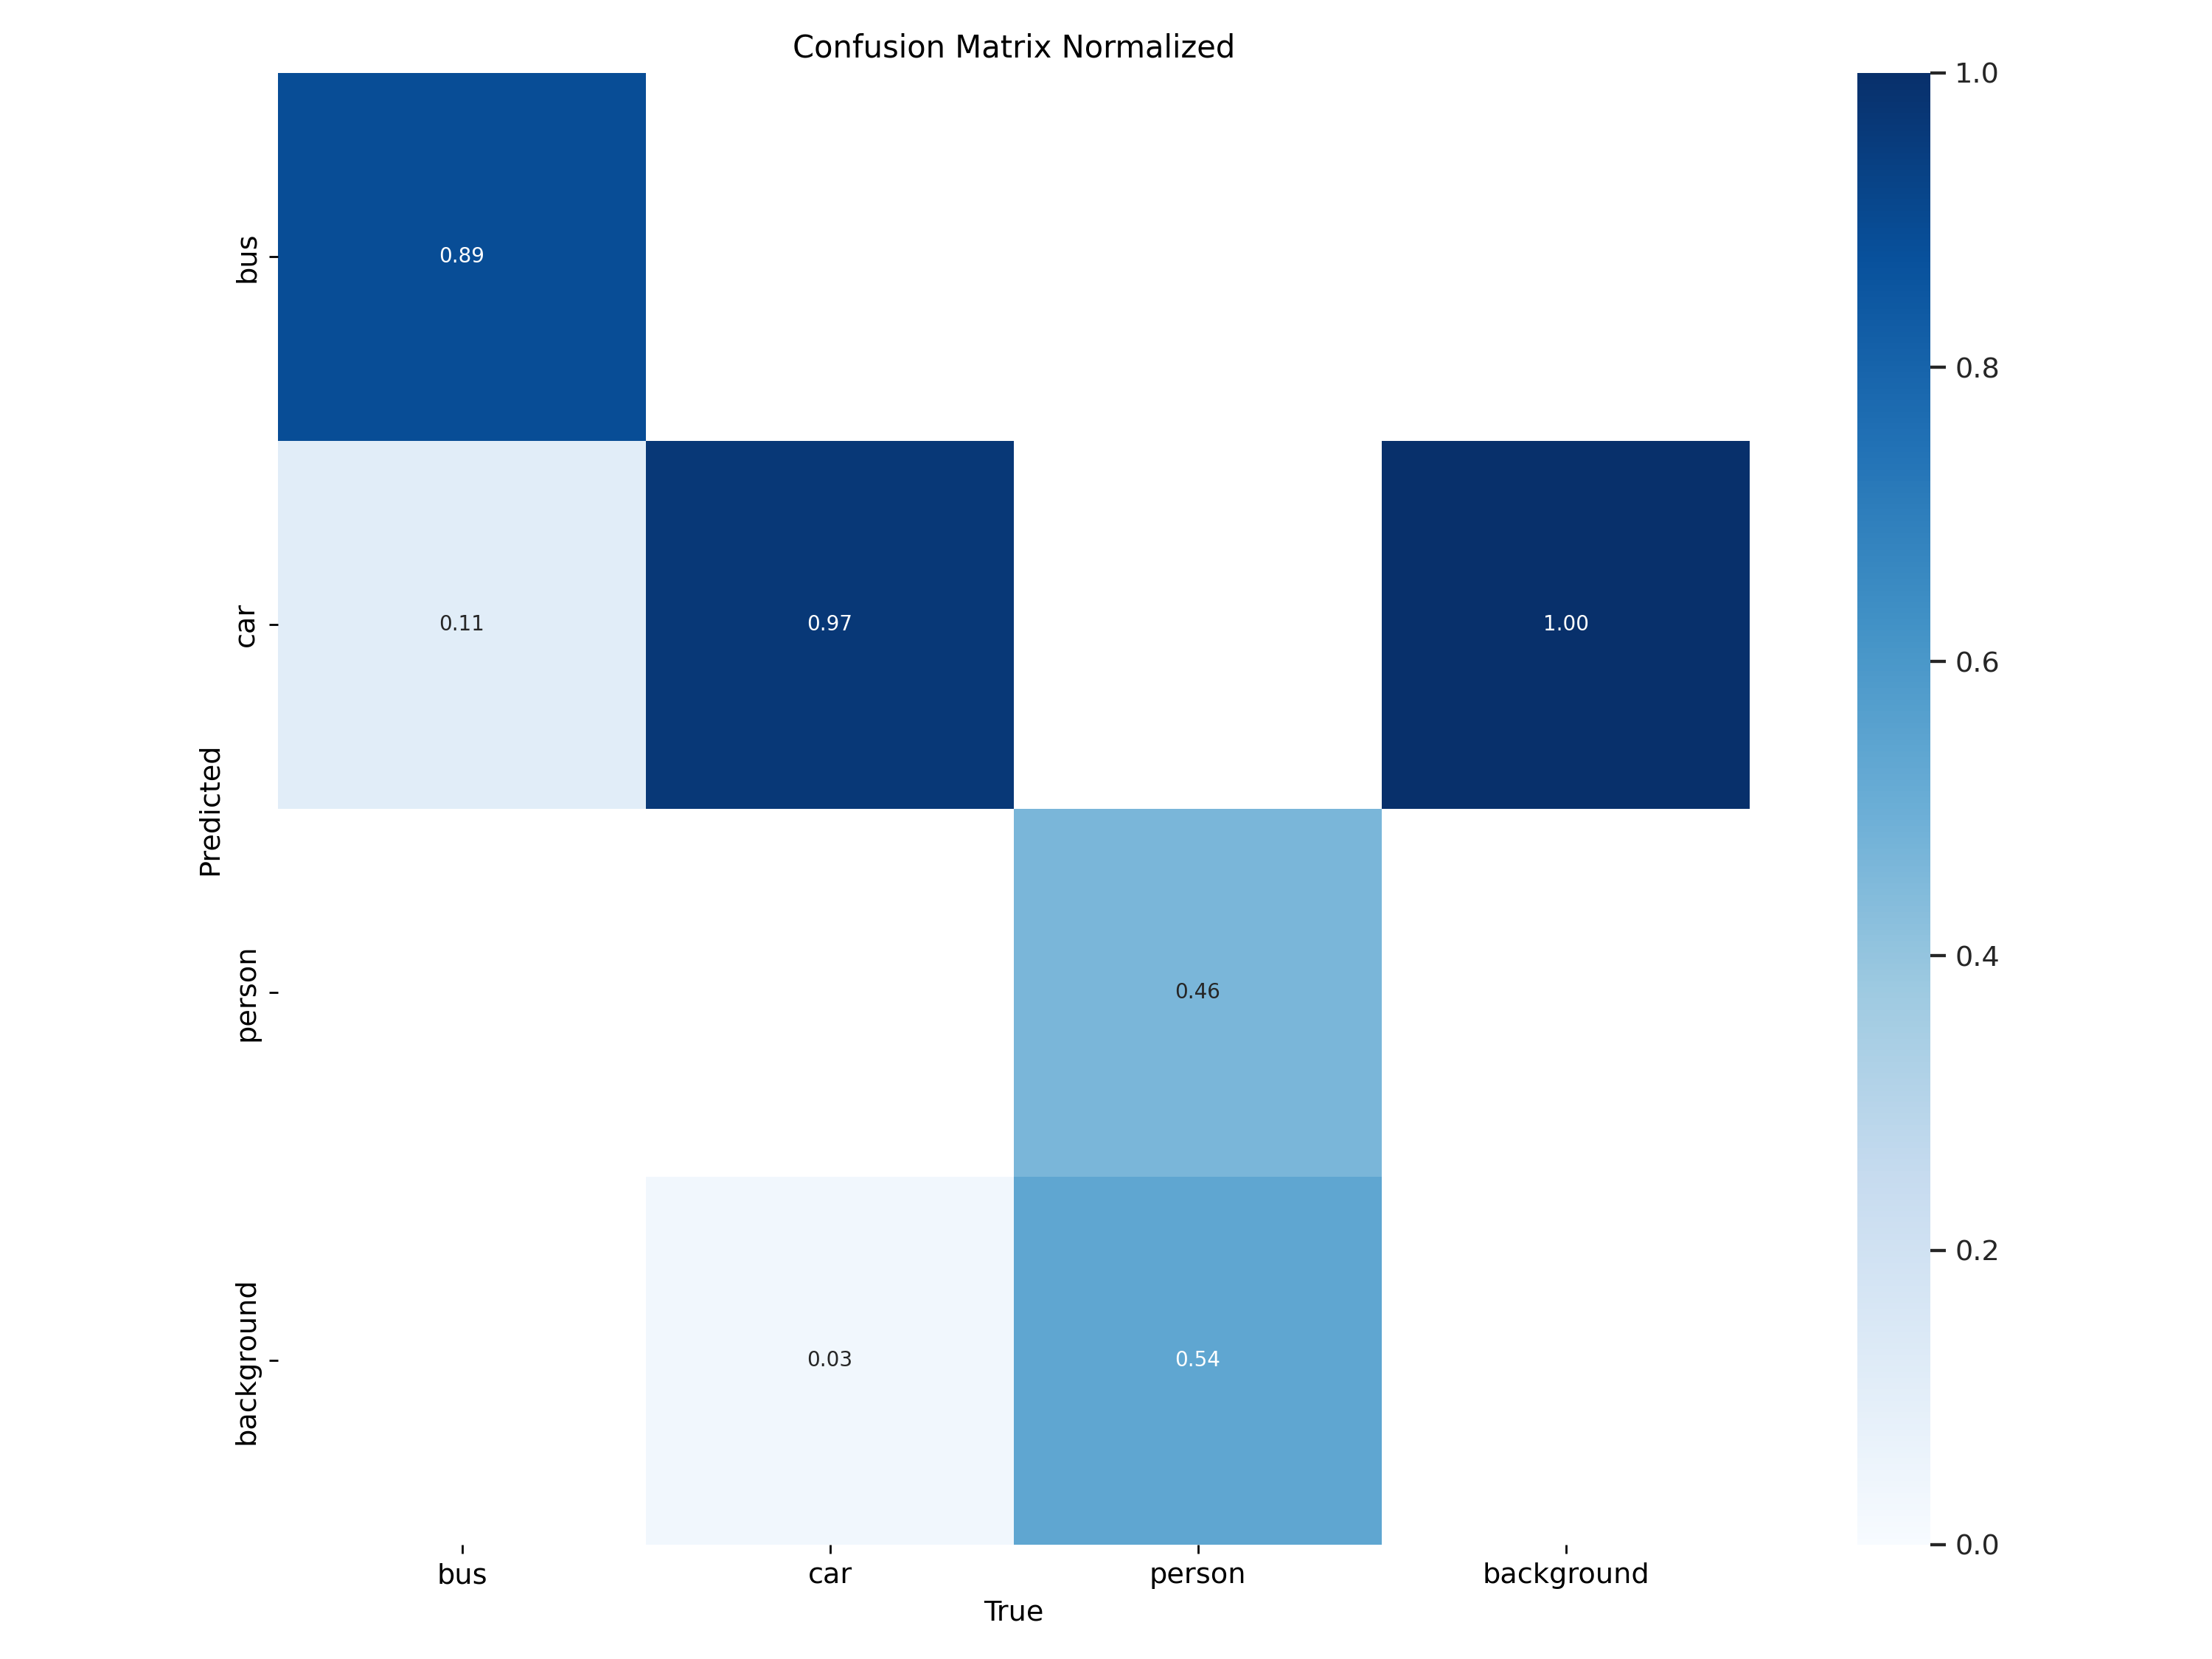 Confusion Matrix Normalized
bus
0.89
car
0.11
0.97
1.00
person
0.46
background
0.03
0.54
Predicted
bus
car
person
background
True
1.0
0.8
0.6
0.4
0.2
0.0